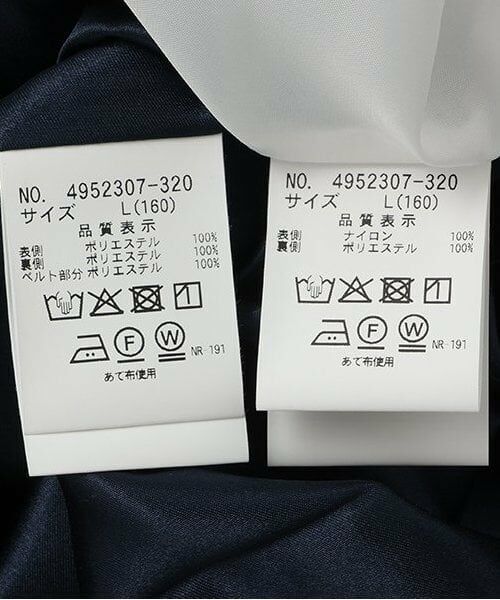 NO. 4952307-320
サイズ L(160)
品質表示
表側 ポリエステル 100%
裏側 ポリエステル 100%
ベルト部分 ポリエステル 100%
F W NR-191
あて布使用
NO. 4952307-320
サイズ L(160)
品質表示
表側 ナイロン 100%
裏側 ポリエステル 100%
F W NR-191
あて布使用